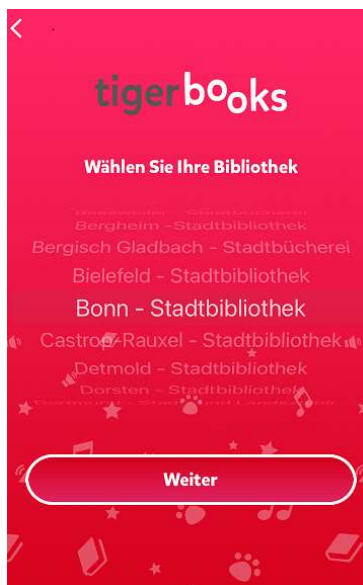 tigerbooks
Wählen Sie Ihre Bibliothek
Bergheim - Stadtbibliothek
Bergisch Gladbach - Stadtbücherei
Bielefeld - Stadtbibliothek
Bonn - Stadtbibliothek
Castrop-Rauxel - Stadtbibliothek
Detmold - Stadtbibliothek
Dorsten - Stadtbibliothek
Weiter